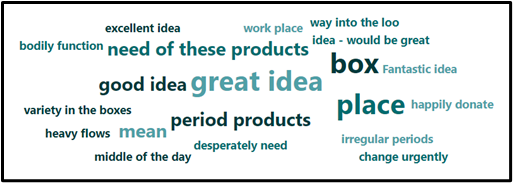 excellent idea
work place
way into the loo
bodily function
need of these products
idea - would be great
box
Fantastic idea
good idea
great idea
place
happily donate
variety in the boxes
period products
heavy flows
mean
irregular periods
desperately need
middle of the day
change urgently